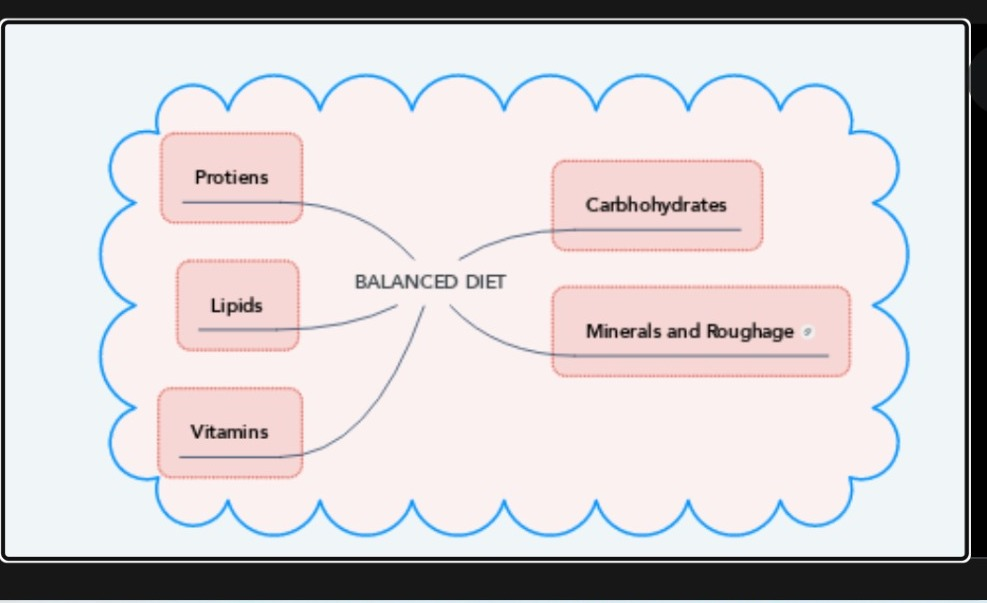 Protiens
Carbhohydrates
BALANCED DIET
Lipids
Minerals and Roughage
Vitamins